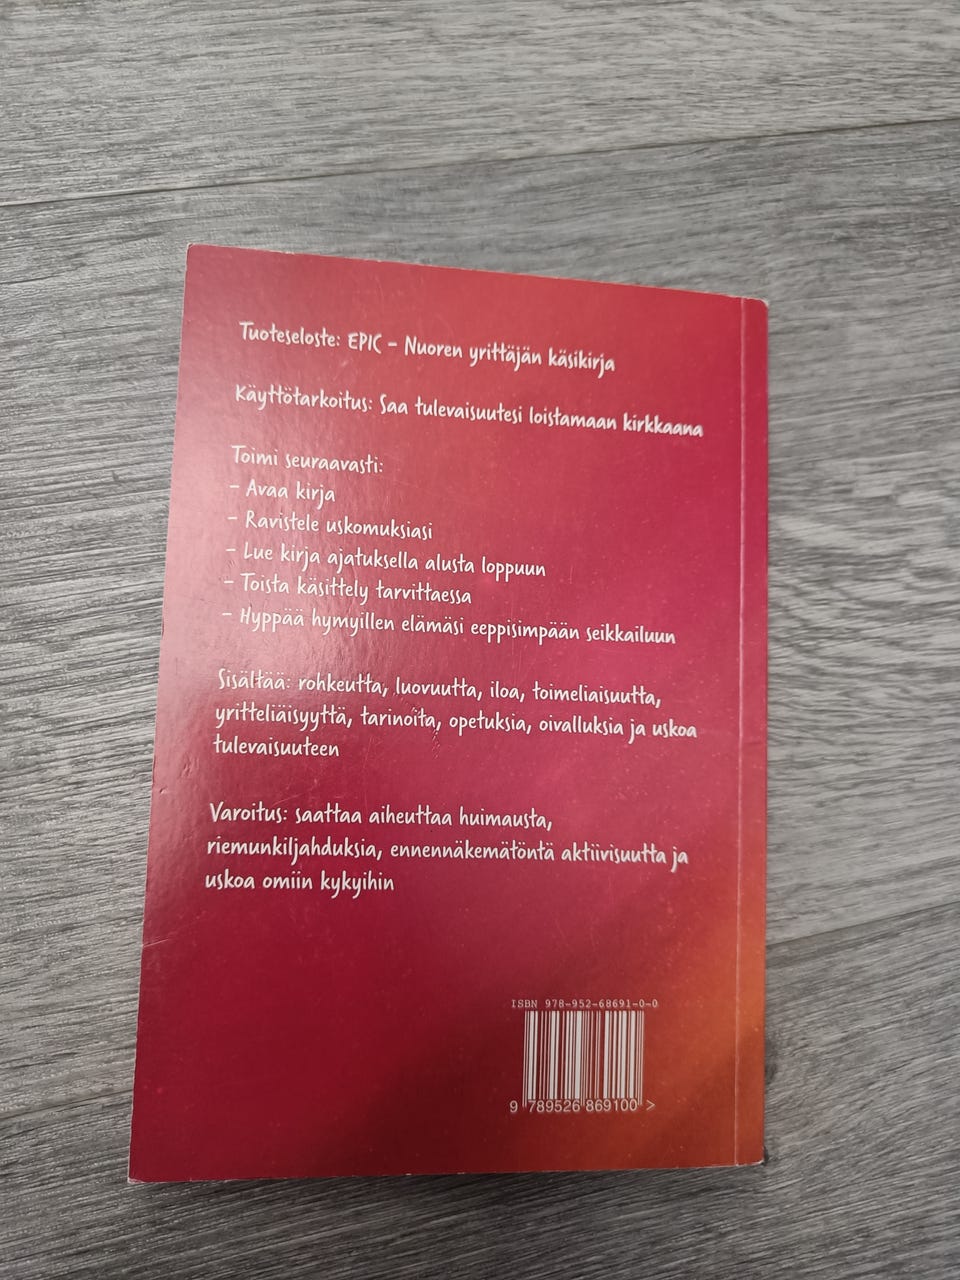 Tuoteseloste: EPIC – Nuoren yrittäjän käsikirja
Käyttötarkoitus: Saa tulevaisuutesi loistamaan kirkkaana
Toimi seuraavasti:
– Avaa kirja
– Ravistele uskomuksiasi
– Lue kirja ajatuksella alusta loppuun
– Toista käsittely tarvittaessa
– Hyppää hymyillen elämäsi eeppisimpään seikkailuun
Sisältää: rohkeutta, luovuutta, iloa, toimeliaisuutta,
yritteliäisyyttä, tarinoita, opetuksia, oivalluksia ja uskoa
tulevaisuuteen
Varoitus: saattaa aiheuttaa huimausta,
riemunkiljahduksia, ennennäkemätöntä aktiivisuutta ja
uskoa omiin kykyihin
ISBN 978-952-68691-0-0
9 789526 869100 >